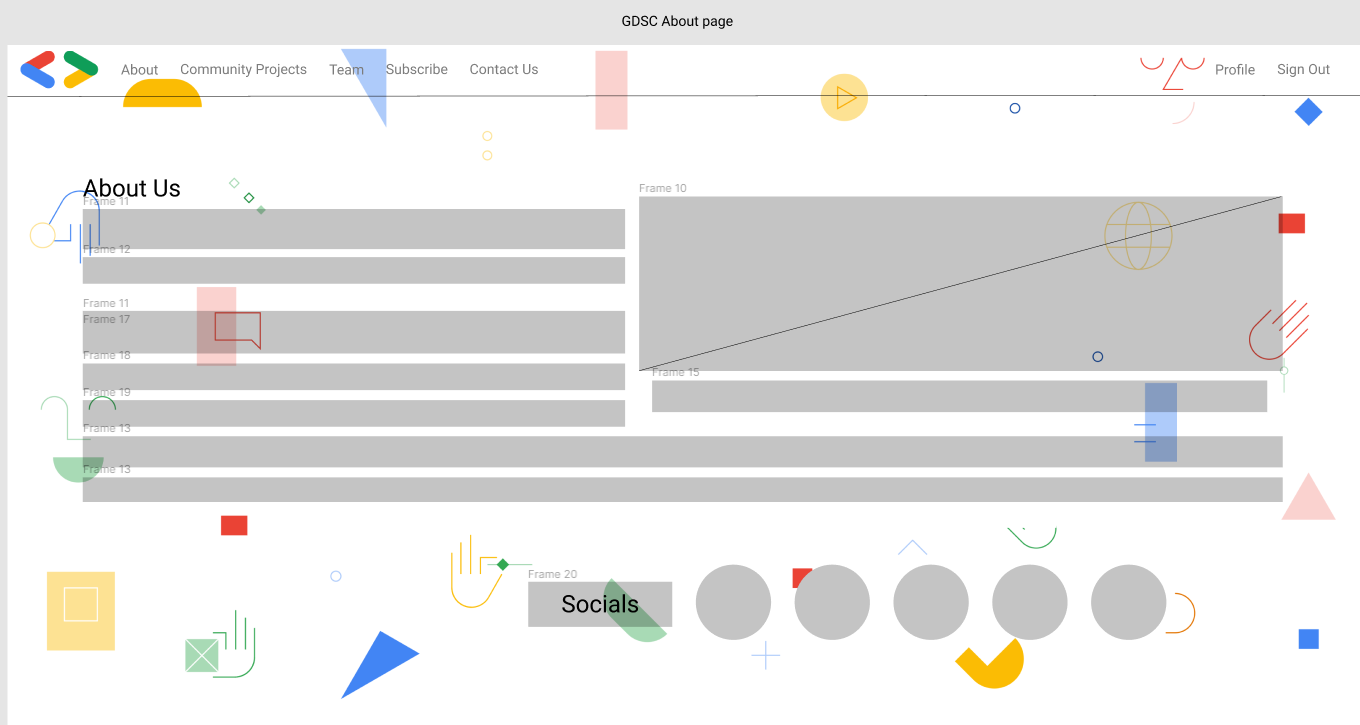 GDSC About page
About Community Projects Team Subscribe Contact Us Profile Sign Out
About Us
Frame 11
Frame 12
Frame 11
Frame 17
Frame 18
Frame 19
Frame 13
Frame 13
Frame 10
Frame 15
Frame 20
Socials